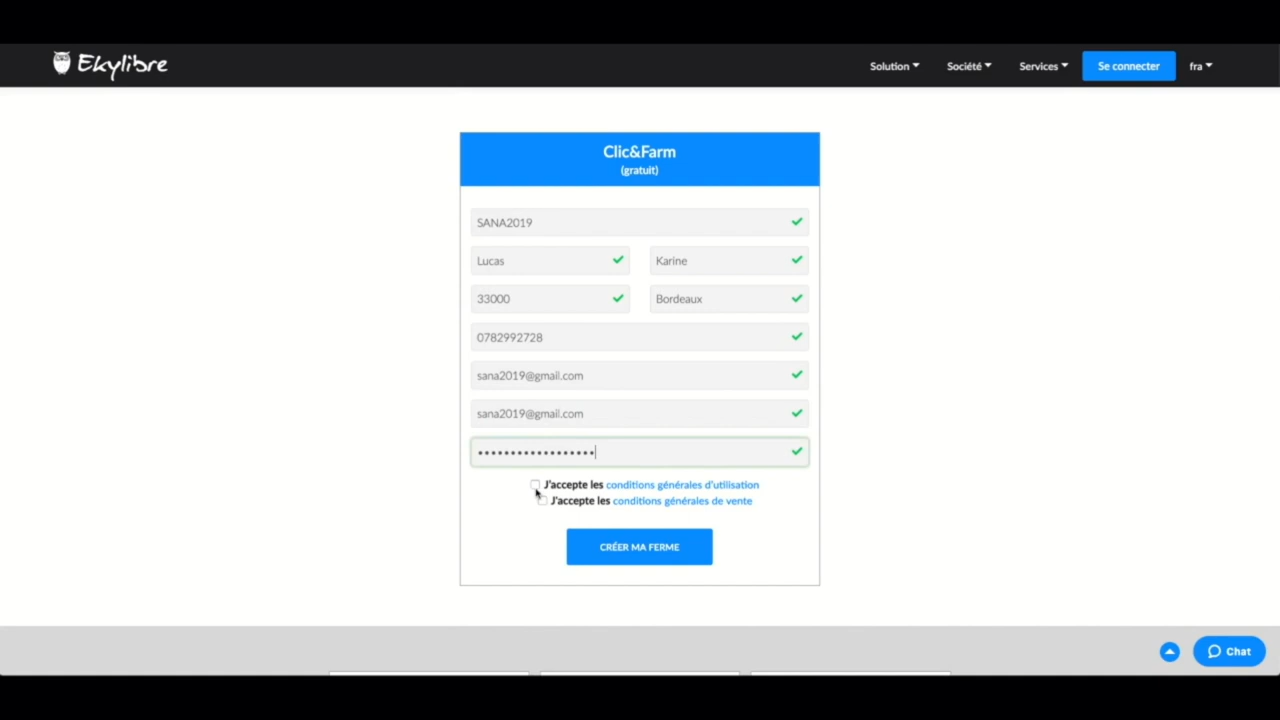 Ekylibre
Solution
Société
Services
Se connecter
fra
Clic&Farm
(gratuit)
SANA2019
Lucas
Karine
33000
Bordeaux
0782992728
sana2019@gmail.com
sana2019@gmail.com
••••••••••••••••••
J'accepte les conditions générales d'utilisation
J'accepte les conditions générales de vente
CRÉER MA FERME
Chat